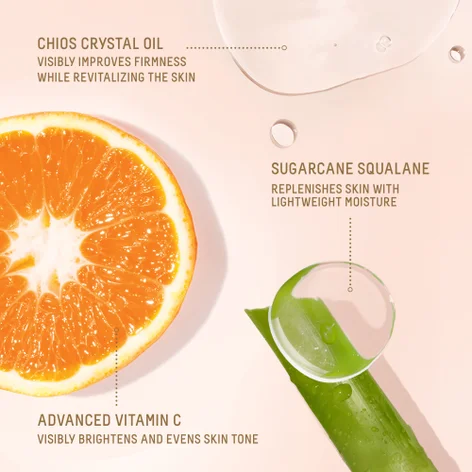 CHIOS CRYSTAL OIL
VISIBLY IMPROVES FIRMNESS
WHILE REVITALIZING THE SKIN
SUGARCANE SQUALANE
REPLENISHES SKIN WITH
LIGHTWEIGHT MOISTURE
ADVANCED VITAMIN C
VISIBLY BRIGHTENS AND EVENS SKIN TONE